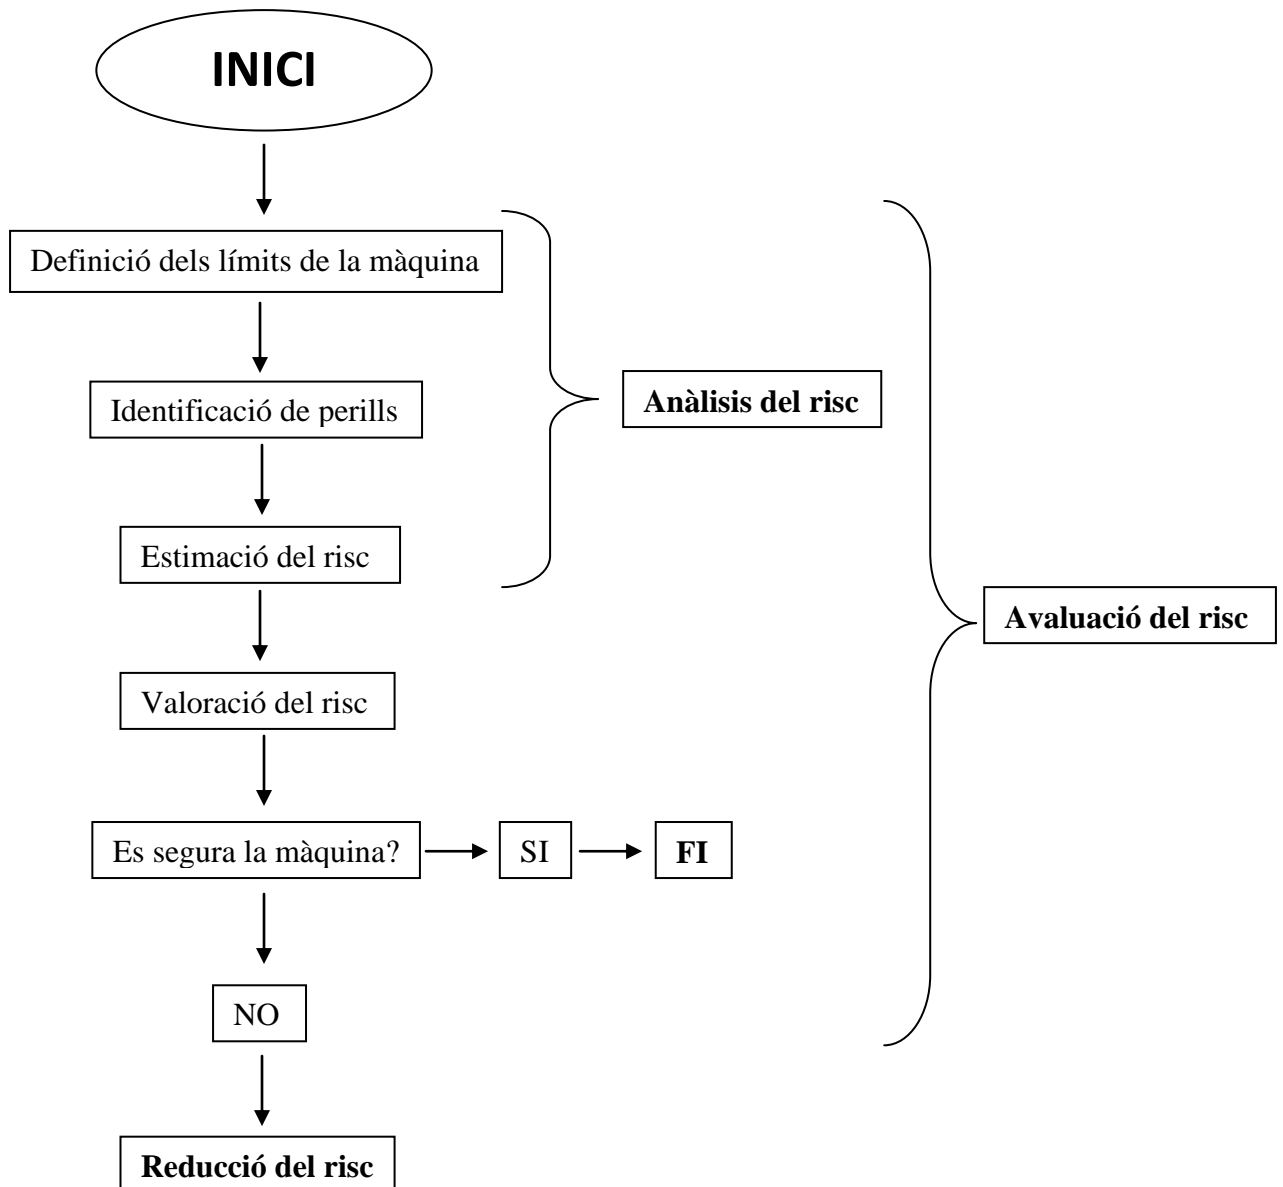 INICI
Definició dels límits de la màquina
Identificació de perills
Anàlisis del risc
Estimació del risc
Avaluació del risc
Valoració del risc
Es segura la màquina?
SI
FI
NO
Reducció del risc